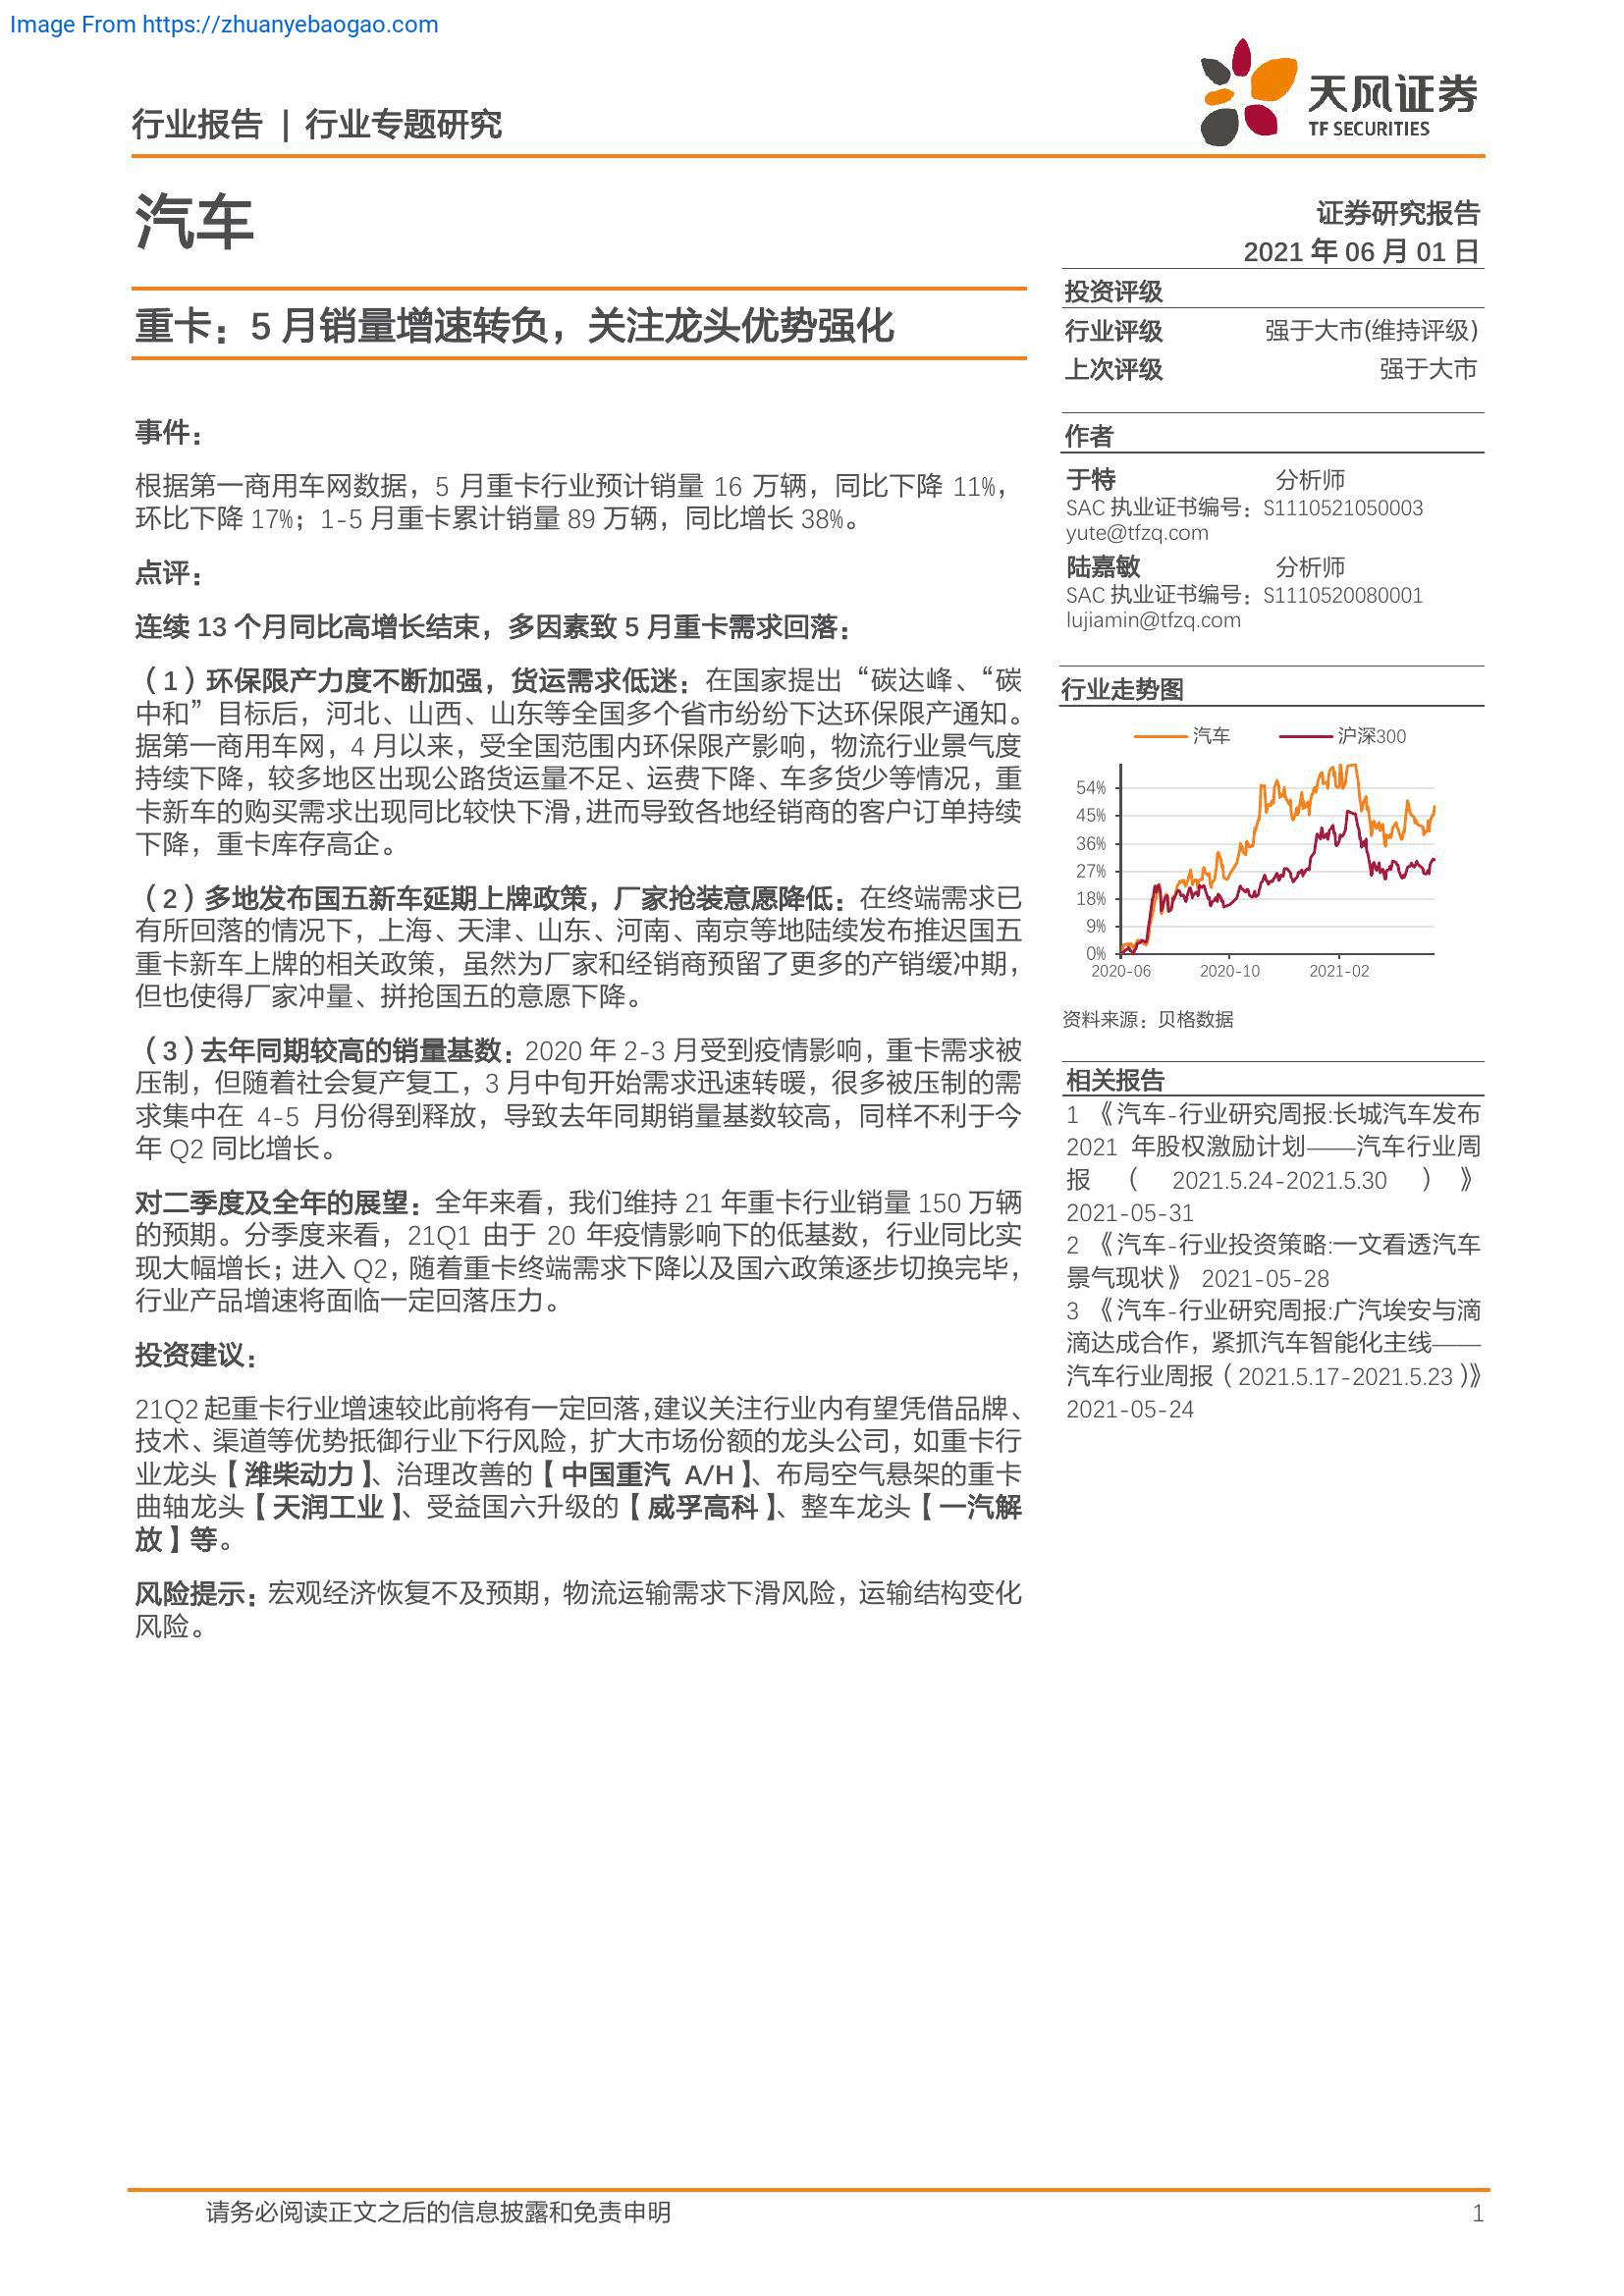 Image From https://zhuanyebaogao.com
行业报告 | 行业专题研究
天风证券
TF SECURITIES
汽车
证券研究报告
2021 年 06 月 01 日
重卡：5 月销量增速转负，关注龙头优势强化
事件：
根据第一商用车网数据，5 月重卡行业预计销量 16 万辆，同比下降 11%，
环比下降 17%；1-5 月重卡累计销量 89 万辆，同比增长 38%。
点评：
连续 13 个月同比高增长结束，多因素致 5 月重卡需求回落：
（1）环保限产力度不断加强，货运需求低迷：在国家提出“碳达峰、“碳
中和”目标后，河北、山西、山东等全国多个省市纷纷下达环保限产通知。
据第一商用车网，4 月以来，受全国范围内环保限产影响，物流行业景气度
持续下降，较多地区出现公路货运量不足、运费下降、车多货少等情况，重
卡新车的购买需求出现同比较快下滑，进而导致各地经销商的客户订单持续
下降，重卡库存高企。
（2）多地发布国五新车延期上牌政策，厂家抢装意愿降低：在终端需求已
有所回落的情况下，上海、天津、山东、河南、南京等地陆续发布推迟国五
重卡新车上牌的相关政策，虽然为厂家和经销商预留了更多的产销缓冲期，
但也使得厂家冲量、拼抢国五的意愿下降。
（3）去年同期较高的销量基数：2020 年 2-3 月受到疫情影响，重卡需求被
压制，但随着社会复产复工，3 月中旬开始需求迅速转暖，很多被压制的需
求集中在 4-5 月份得到释放，导致去年同期销量基数较高，同样不利于今
年 Q2 同比增长。
对二季度及全年的展望：全年来看，我们维持 21 年重卡行业销量 150 万辆
的预期。分季度来看，21Q1 由于 20 年疫情影响下的低基数，行业同比实
现大幅增长；进入 Q2，随着重卡终端需求下降以及国六政策逐步切换完毕，
行业产品增速将面临一定回落压力。
投资建议：
21Q2 起重卡行业增速较此前将有一定回落，建议关注行业内有望凭借品牌、
技术、渠道等优势抵御行业下行风险，扩大市场份额的龙头公司，如重卡行
业龙头【潍柴动力】、治理改善的【中国重汽 A/H】、布局空气悬架的重卡
曲轴龙头【天润工业】、受益国六升级的【威孚高科】、整车龙头【一汽解
放】等。
风险提示：宏观经济恢复不及预期，物流运输需求下滑风险，运输结构变化
风险。
投资评级
行业评级 强于大市(维持评级)
上次评级 强于大市
作者
于特 分析师
SAC 执业证书编号：S1110521050003
yute@tfzq.com
陆嘉敏 分析师
SAC 执业证书编号：S1110520080001
lujiamin@tfzq.com
行业走势图
汽车 沪深300
54%
45%
36%
27%
18%
9%
0%
2020-06 2020-10 2021-02
资料来源：贝格数据
相关报告
1 《汽车-行业研究周报:长城汽车发布
2021 年股权激励计划——汽车行业周
报（2021.5.24-2021.5.30）》
2021-05-31
2 《汽车-行业投资策略:一文看透汽车
景气现状》 2021-05-28
3 《汽车-行业研究周报:广汽埃安与滴
滴达成合作，紧抓汽车智能化主线——
汽车行业周报（2021.5.17-2021.5.23）》
2021-05-24
请务必阅读正文之后的信息披露和免责申明 1